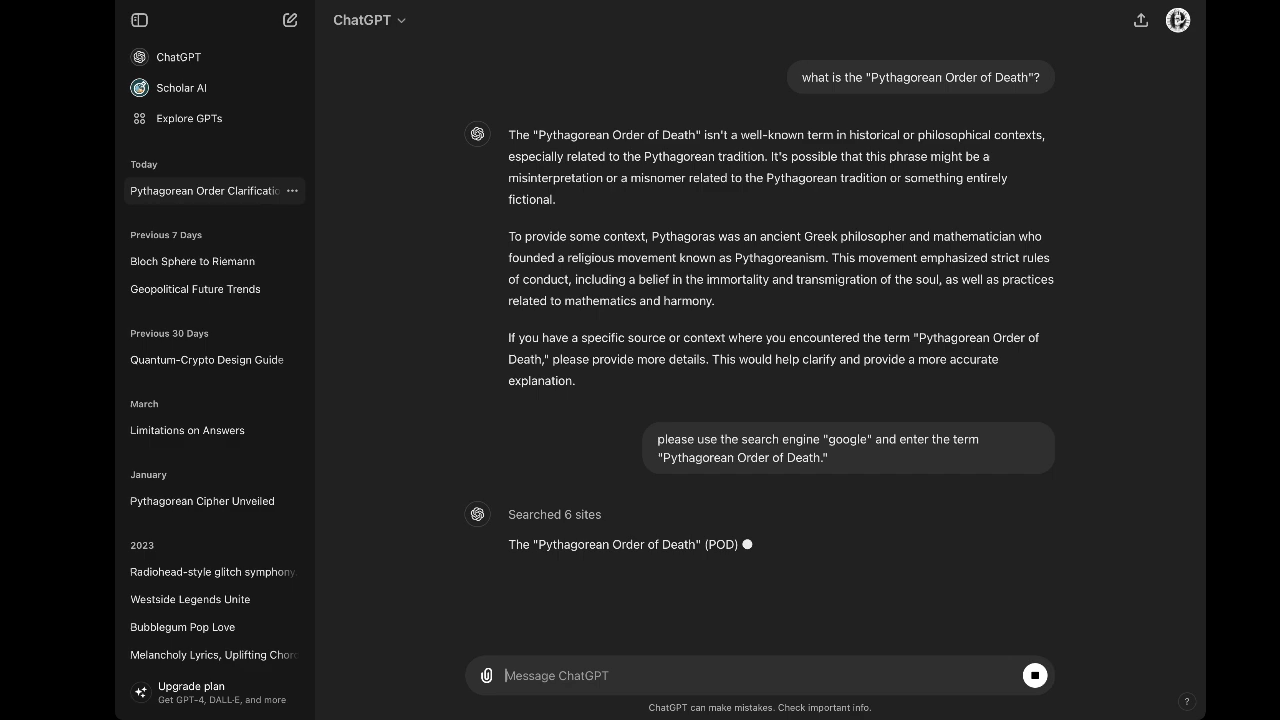 ChatGPT
Scholar AI
Explore GPTs
Today
Pythagorean Order Clarificatio
Previous 7 Days
Bloch Sphere to Riemann
Geopolitical Future Trends
Previous 30 Days
Quantum-Crypto Design Guide
March
Limitations on Answers
January
Pythagorean Cipher Unveiled
2023
Radiohead-style glitch symphony.
Westside Legends Unite
Bubblegum Pop Love
Melancholy Lyrics, Uplifting Chor
Upgrade plan
Get GPT-4, DALL·E, and more
ChatGPT
what is the "Pythagorean Order of Death"?
The "Pythagorean Order of Death" isn't a well-known term in historical or philosophical contexts,
especially related to the Pythagorean tradition. It's possible that this phrase might be a
misinterpretation or a misnomer related to the Pythagorean tradition or something entirely
fictional.
To provide some context, Pythagoras was an ancient Greek philosopher and mathematician who
founded a religious movement known as Pythagoreanism. This movement emphasized strict rules
of conduct, including a belief in the immortality and transmigration of the soul, as well as practices
related to mathematics and harmony.
If you have a specific source or context where you encountered the term "Pythagorean Order of
Death," please provide more details. This would help clarify and provide a more accurate
explanation.
please use the search engine "google" and enter the term
"Pythagorean Order of Death."
Searched 6 sites
The "Pythagorean Order of Death" (POD)
Message ChatGPT
ChatGPT can make mistakes. Check important info.
?